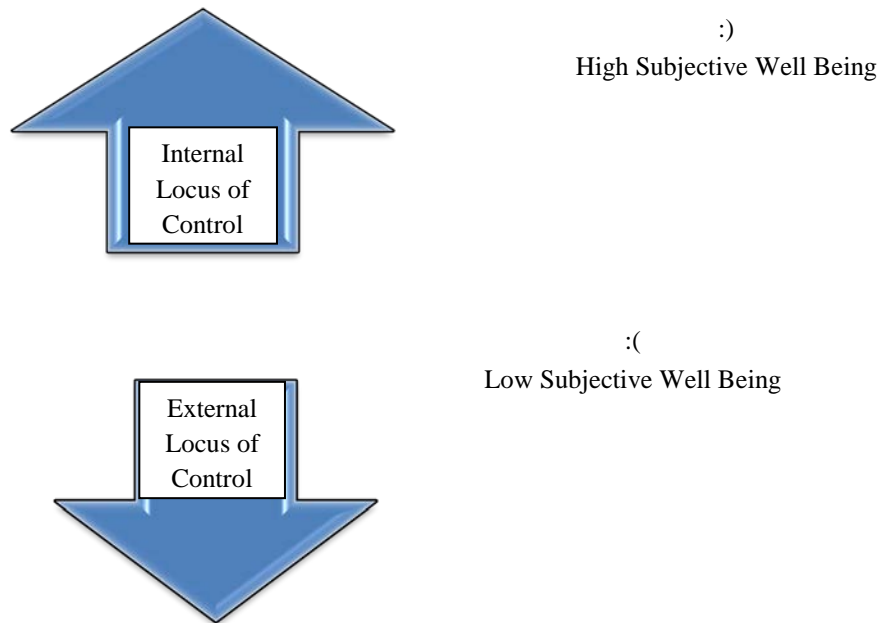 :)
High Subjective Well Being
Internal
Locus of
Control
:(
Low Subjective Well Being
External
Locus of
Control